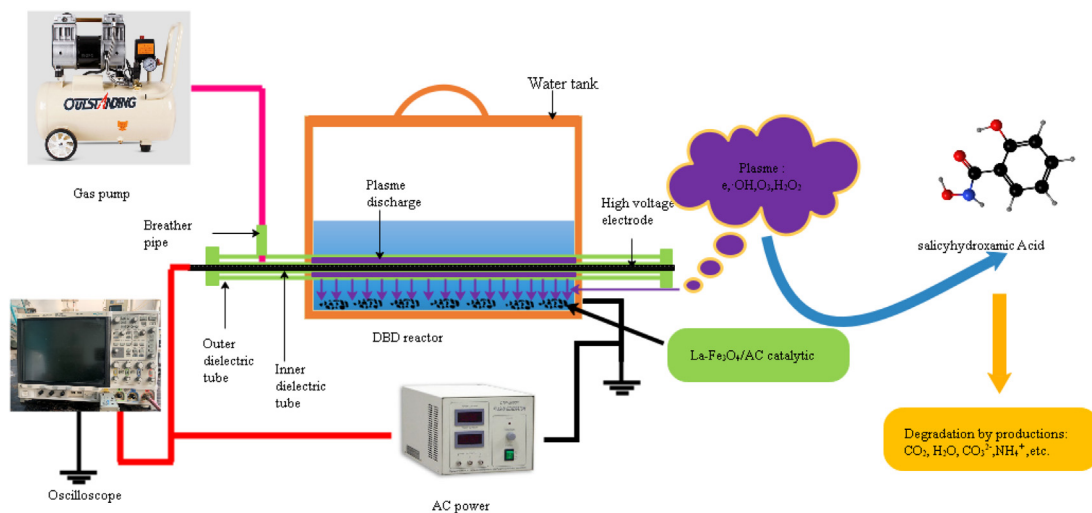 OUTSTANDING
Gas pump
Water tank
Breather
pipe
Plasme
discharge
High voltage
electrode
Plasme :
e,·OH,O₃,H₂O₂
salicyhydroxamic Acid
Outer
dielectric
tube
Inner
dielectric
tube
DBD reactor
La-Fe₃O₄/AC catalytic
Oscilloscope
AC power
Degradation by productions:
CO₂, H₂O, CO₃²⁻,NH₄⁺,etc.